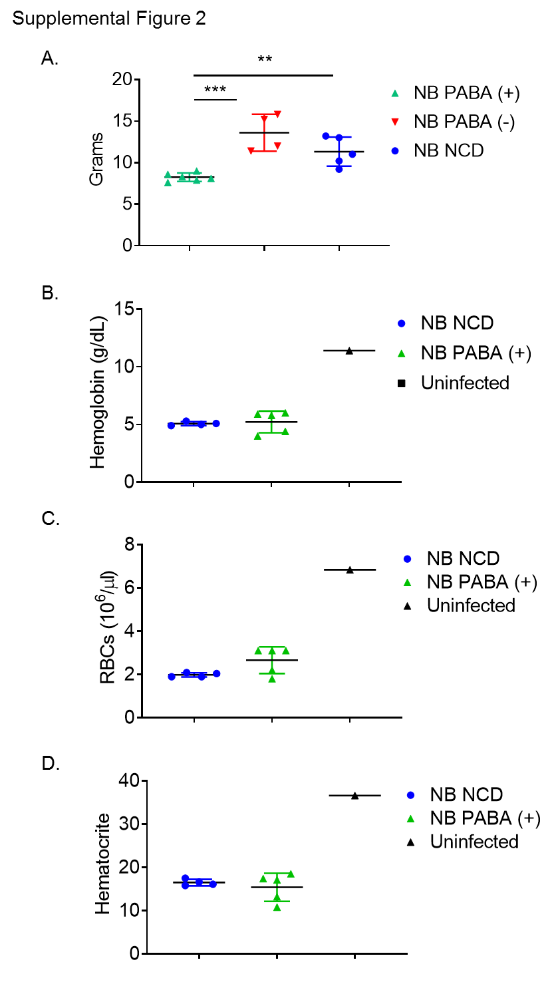 Supplemental Figure 2
A.
**
***
20
15
10
5
0
Grams
NB PABA (+)
NB PABA (-)
NB NCD
B.
15
10
5
0
Hemoglobin (g/dL)
NB NCD
NB PABA (+)
Uninfected
C.
8
6
4
2
0
RBCs (10⁶/µl)
NB NCD
NB PABA (+)
Uninfected
D.
40
30
20
10
0
Hematocrite
NB NCD
NB PABA (+)
Uninfected